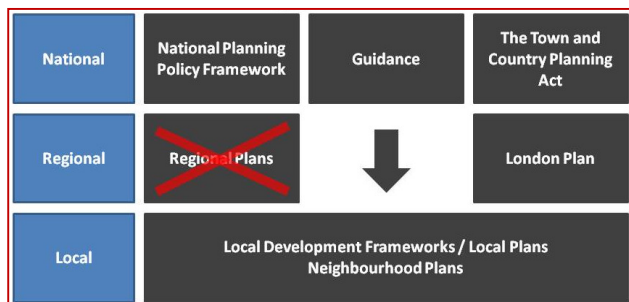 National
National Planning
Policy Framework
Guidance
The Town and
Country Planning
Act
Regional
Regional Plans
London Plan
Local
Local Development Frameworks / Local Plans
Neighbourhood Plans